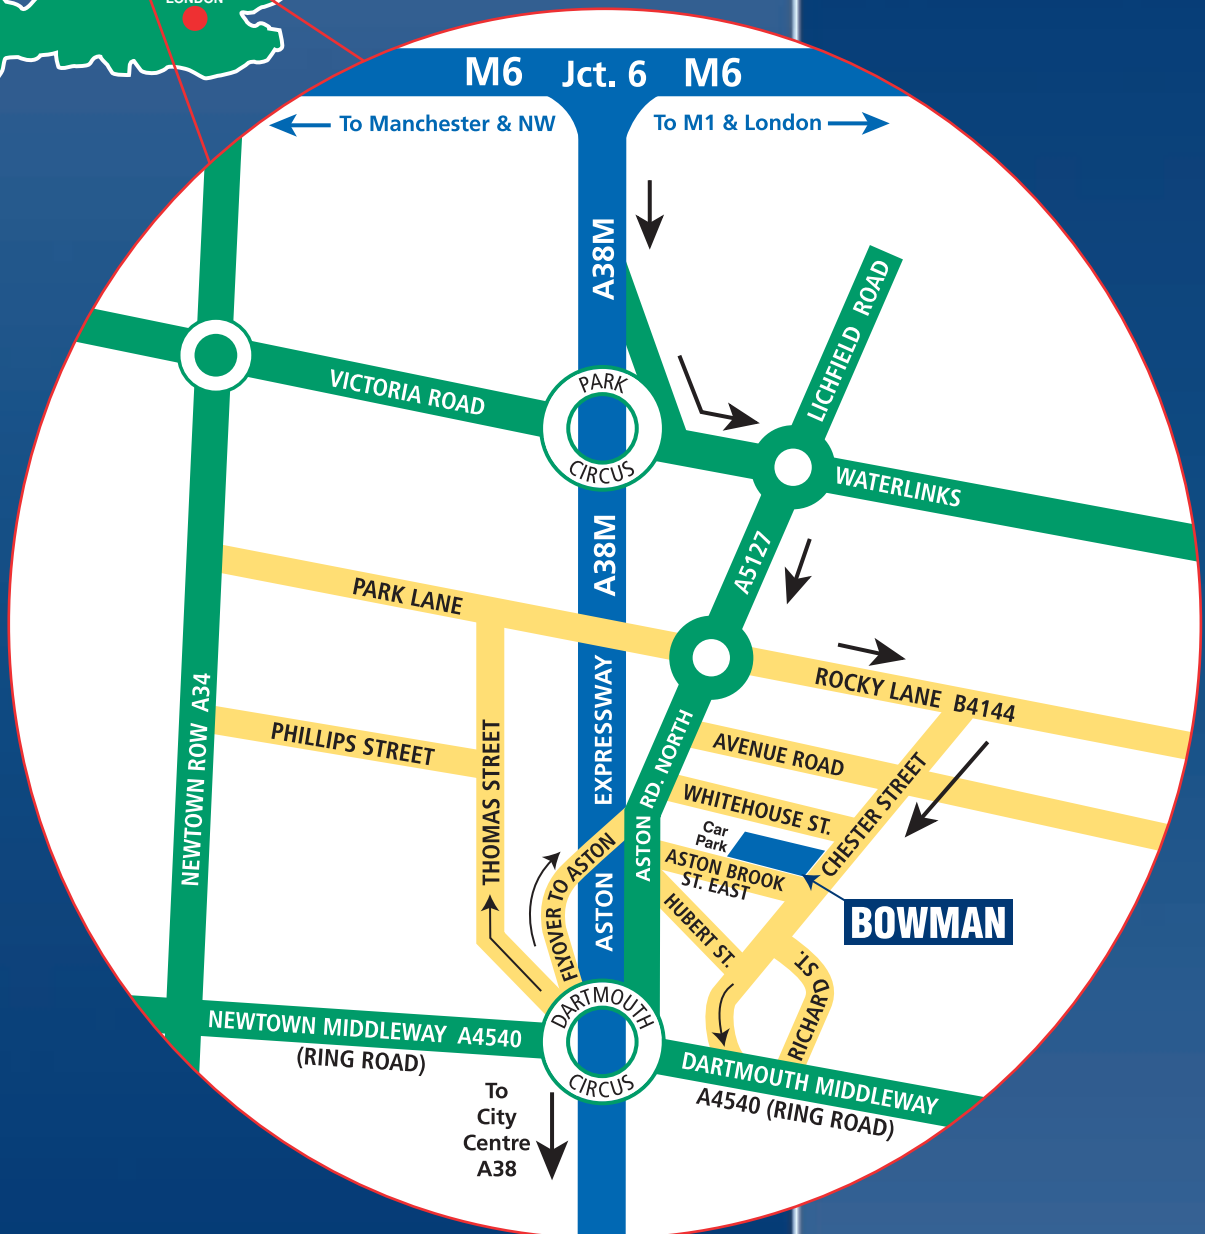 LONDON
M6 Jct. 6 M6
To Manchester & NW
To M1 & London
A38M
LICHFIELD ROAD
VICTORIA ROAD
PARK
CIRCUS
WATERLINKS
A38M
A5127
PARK LANE
ROCKY LANE B4144
NEWTOWN ROW A34
PHILLIPS STREET
THOMAS STREET
ASTON EXPRESSWAY
ASTON RD. NORTH
AVENUE ROAD
WHITEHOUSE ST.
CHESTER STREET
Car
Park
ASTON BROOK
ST. EAST
FLYOVER TO ASTON
HUBERT ST.
BOWMAN
RICHARD ST.
DARTMOUTH
CIRCUS
NEWTOWN MIDDLEWAY A4540
(RING ROAD)
DARTMOUTH MIDDLEWAY
A4540 (RING ROAD)
To
City
Centre
A38